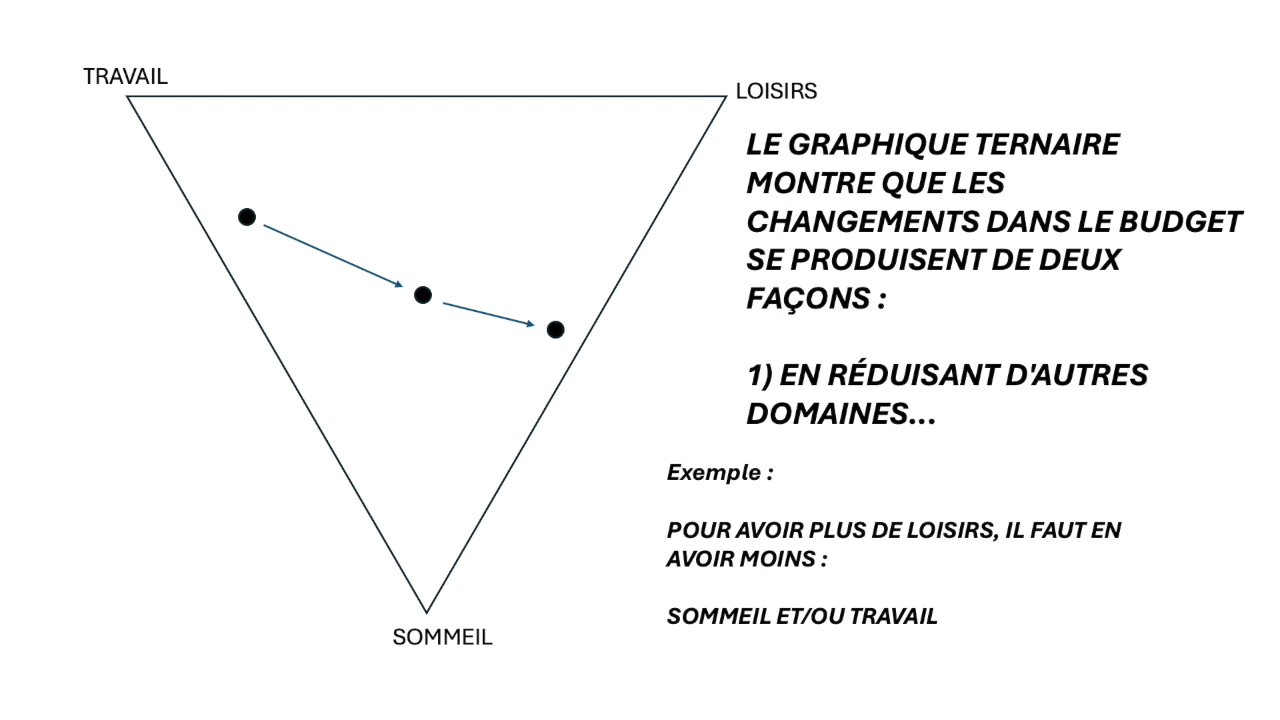 TRAVAIL
LOISIRS
LE GRAPHIQUE TERNAIRE
MONTRE QUE LES
CHANGEMENTS DANS LE BUDGET
SE PRODUISENT DE DEUX
FAÇONS :
1) EN RÉDUISANT D'AUTRES
DOMAINES...
Exemple :
POUR AVOIR PLUS DE LOISIRS, IL FAUT EN
AVOIR MOINS :
SOMMEIL ET/OU TRAVAIL
SOMMEIL